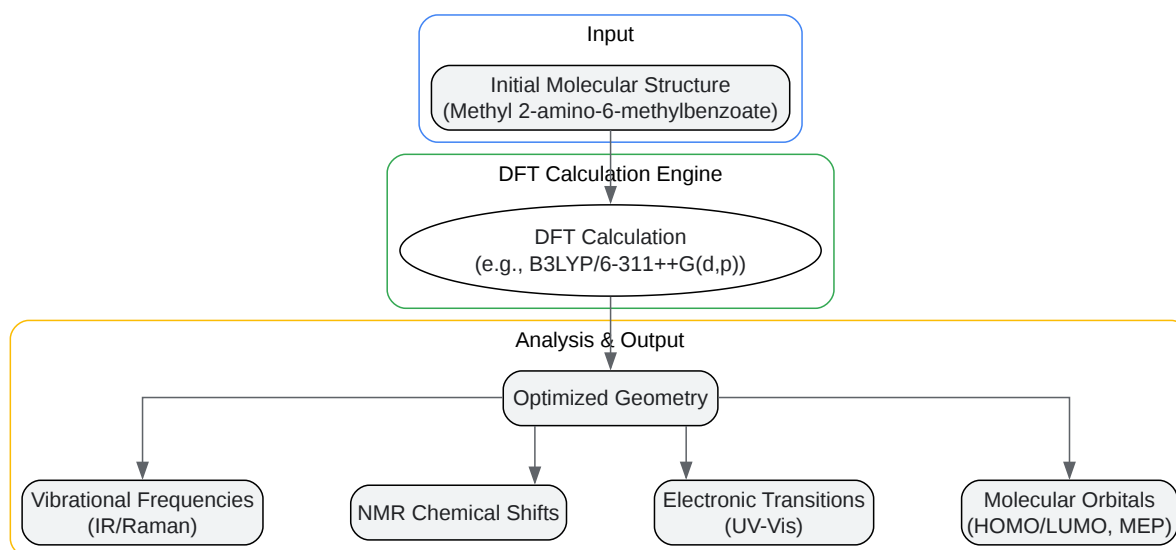 Input
Initial Molecular Structure
(Methyl 2-amino-6-methylbenzoate)
DFT Calculation Engine
DFT Calculation
(e.g., B3LYP/6-311++G(d,p))
Analysis & Output
Optimized Geometry
Vibrational Frequencies
(IR/Raman)
NMR Chemical Shifts
Electronic Transitions
(UV-Vis)
Molecular Orbitals
(HOMO/LUMO, MEP)